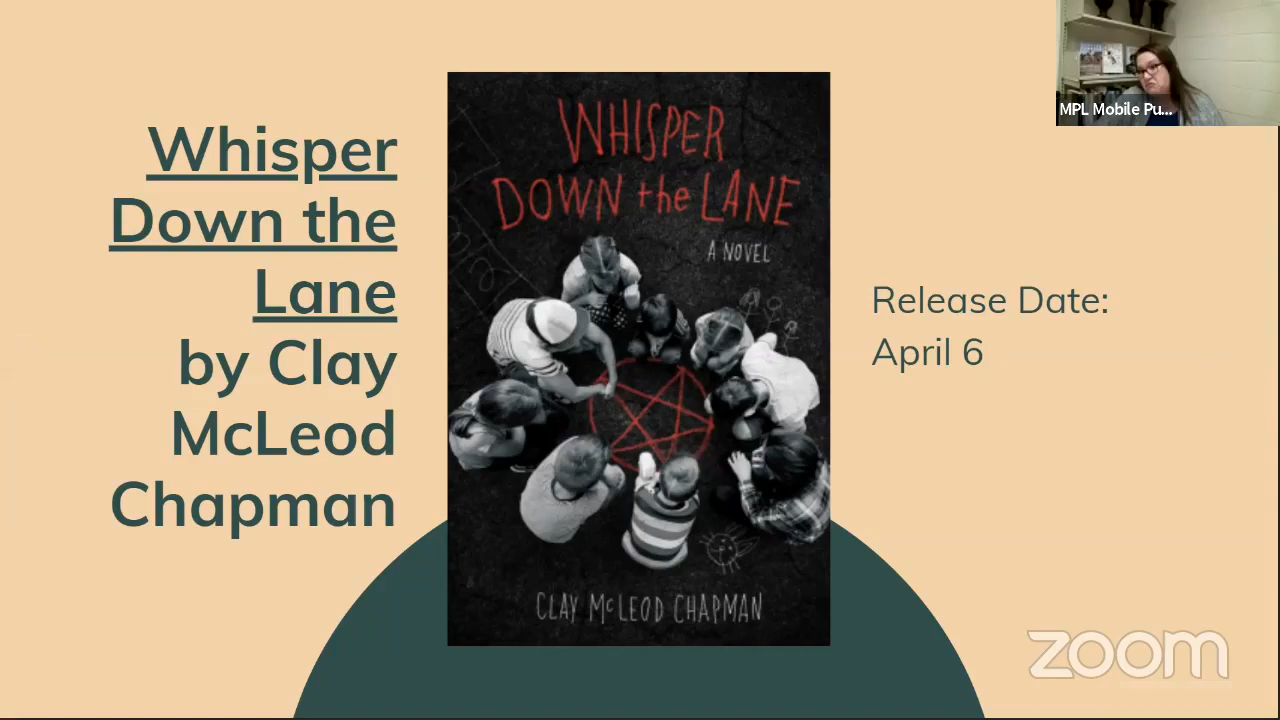 Whisper
Down the
Lane
by Clay
McLeod
Chapman
WHISPER
DOWN the LANE
A NOVEL
CLAY McLEOD CHAPMAN
Release Date:
April 6
MPL Mobile Pu...
zoom